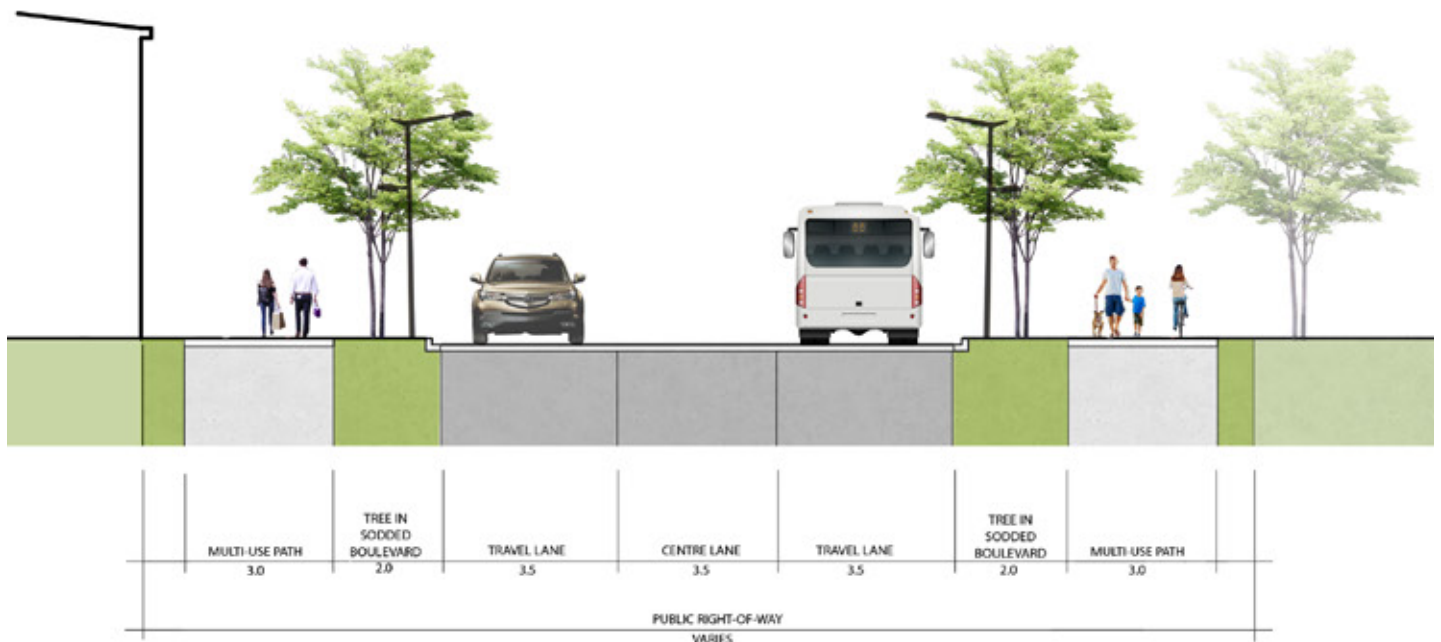 MULTI-USE PATH
3.0
TREE IN
SODDED
BOULEVARD
2.0
TRAVEL LANE
3.5
CENTRE LANE
3.5
TRAVEL LANE
3.5
TREE IN
SODDED
BOULEVARD
2.0
MULTI-USE PATH
3.0
PUBLIC RIGHT-OF-WAY
VARIES